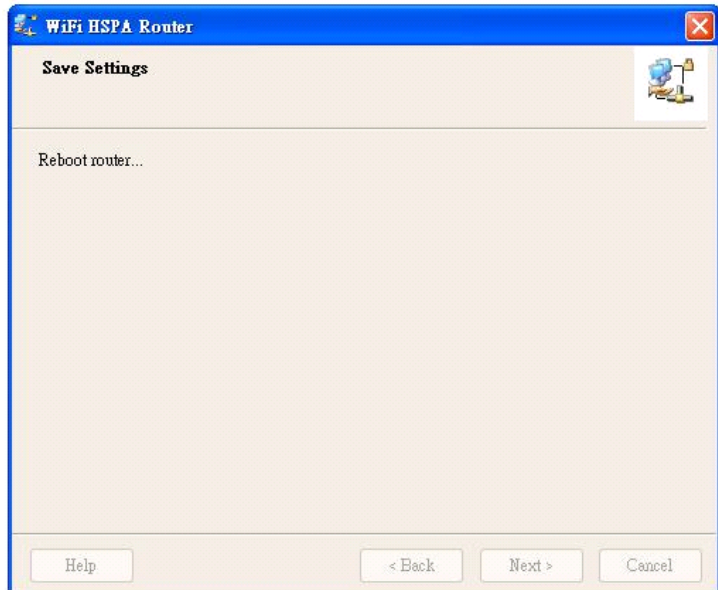 WiFi HSPA Router
Save Settings
Reboot router...
Help
< Back
Next >
Cancel